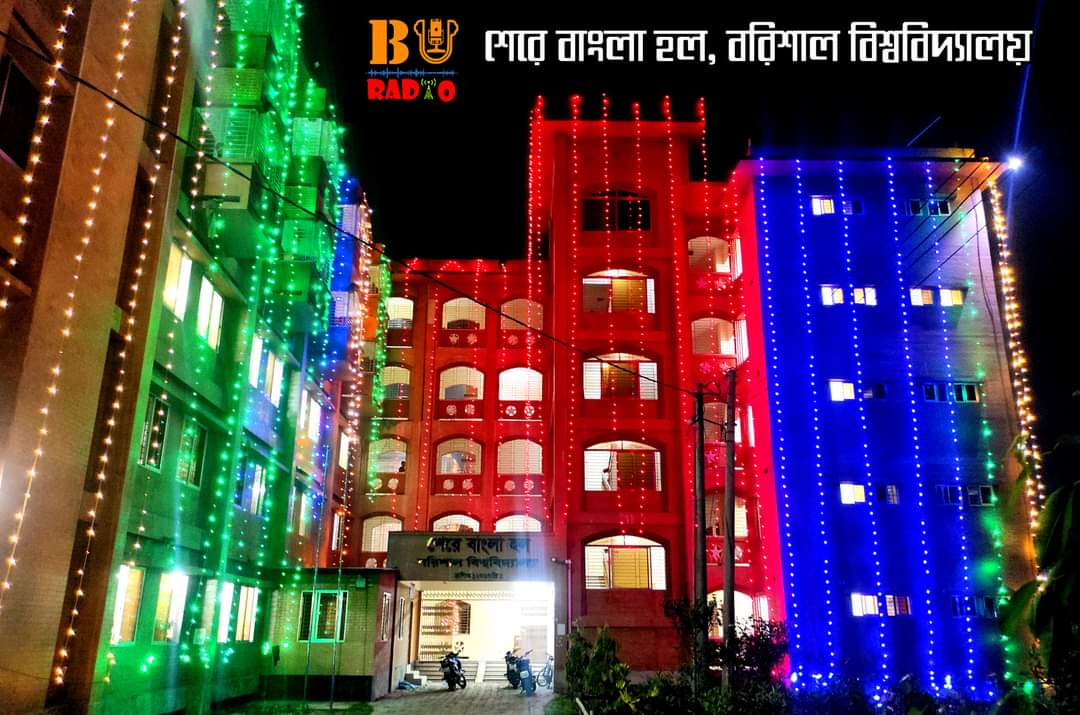 BU
RADIO
শেরে বাংলা হল, বরিশাল বিশ্ববিদ্যালয়
শেরে বাংলা হল
বরিশাল বিশ্ববিদ্যালয়